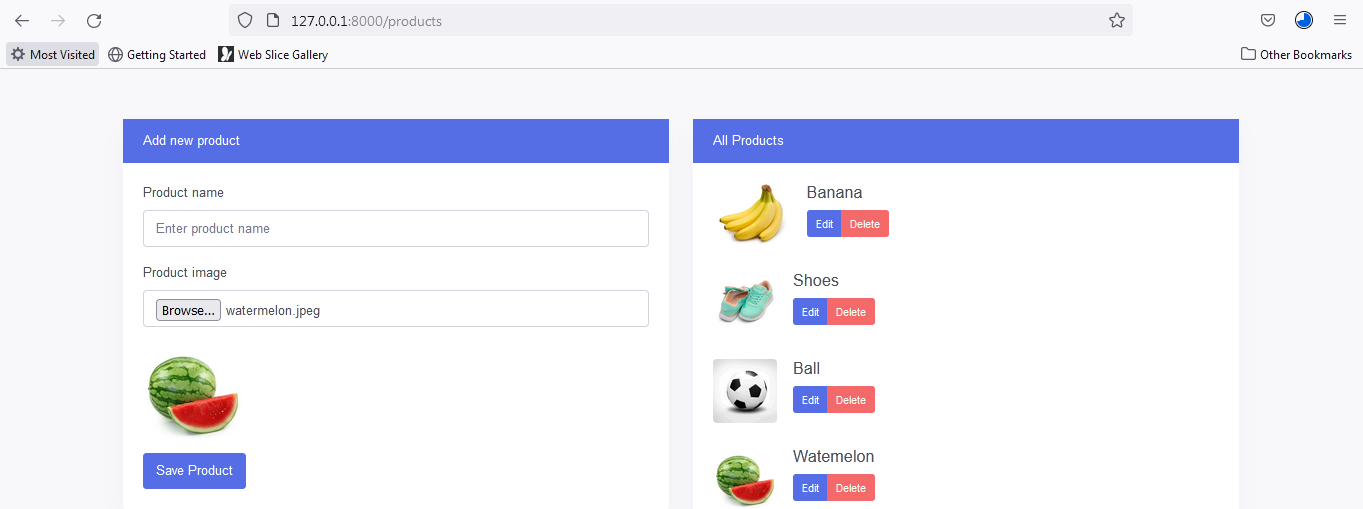 127.0.0.1:8000/products
Most Visited Getting Started Web Slice Gallery Other Bookmarks
Add new product
Product name
Enter product name
Product image
Browse... watermelon.jpeg
Save Product
All Products
Banana
Edit Delete
Shoes
Edit Delete
Ball
Edit Delete
Watemelon
Edit Delete